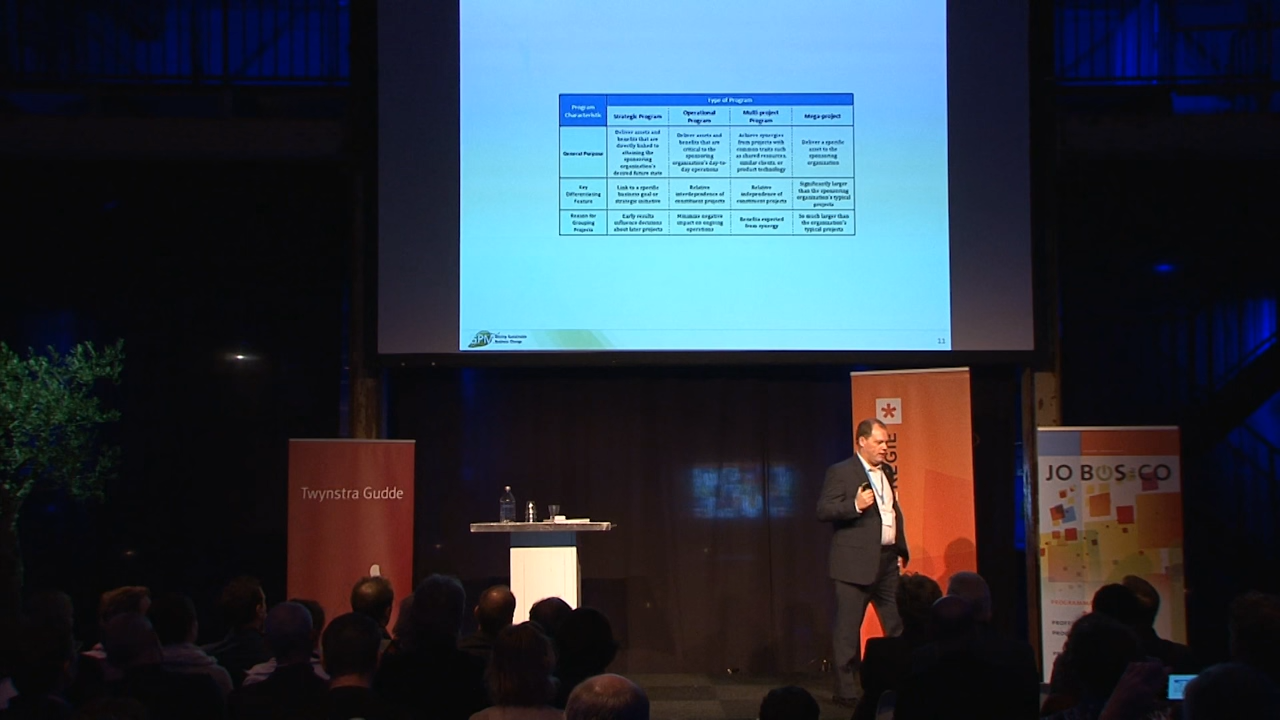 Type of Program
Program
Characteristic
Strategic Program
Operational
Program
Multi-project
Program
Mega-project
General Purpose
Deliver assets and
benefits that are
directly linked to
attaining the
sponsoring
organization's
desired future state
Deliver assets and
benefits that are
critical to the
sponsoring
organization's day-to-
day operations
Achieve synergies
from projects with
common traits such
as shared resources,
similar clients, or
product technology
Deliver a specific
asset to the
sponsoring
organization
Key
Differentiating
Feature
Link to a specific
business goal or
strategic initiative
Relative
interdependence of
constituent projects
Relative
independence of
constituent projects
Significantly larger
than the sponsoring
organization's typical
projects
Reason for
Grouping
Projects
Early results
influence decisions
about later projects
Minimize negative
impact on ongoing
operations
Benefits expected
from synergy
So much larger than
the organization's
typical projects
Driving Sustainable
Business Change
11
Twynstra Gudde
JO BOS & CO